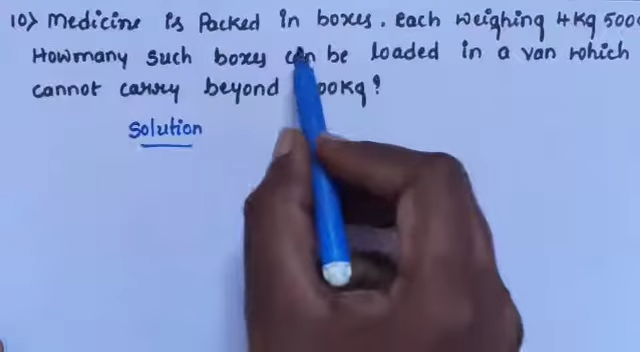 10) Medicine is Packed in boxes. Each weighing 4Kg 500
Howmany such boxes can be loaded in a van which
cannot carry beyond 00Kg?
Solution